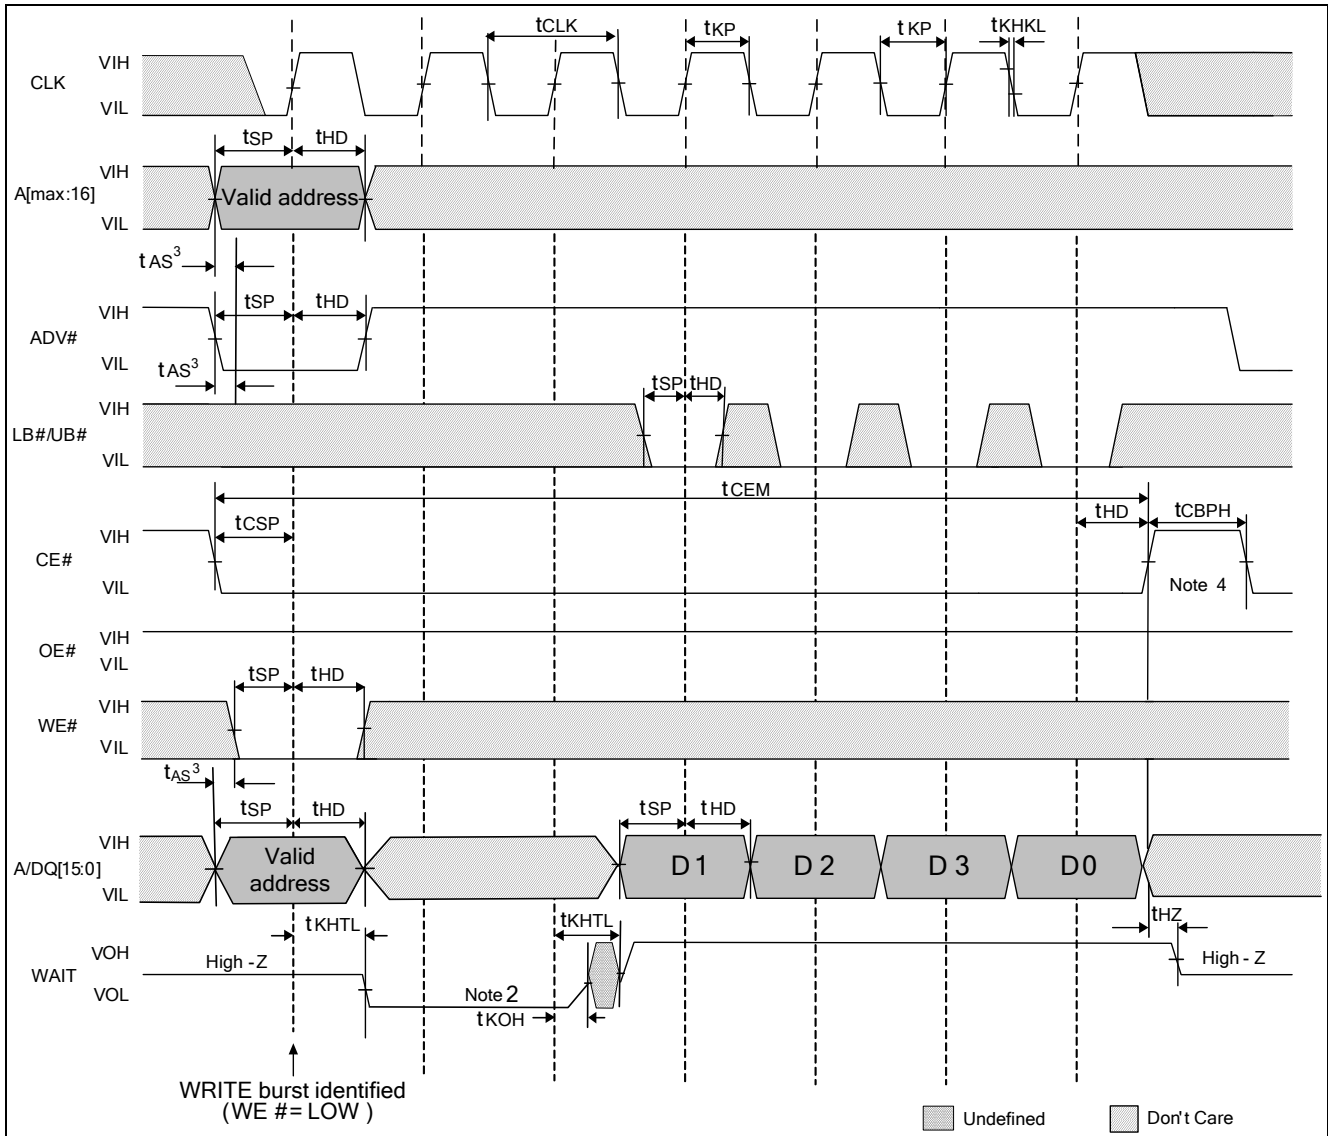 tCLK tKP tKP tKHKL
VIH
CLK
VIL
tSP tHD
VIH
A[max:16] Valid address
VIL
tAS3
tSP tHD
VIH
ADV#
VIL
tAS3
tSP tHD
VIH
LB#/UB#
VIL
tCEM
tCSP tHD tCBPH
VIH
CE#
VIL Note 4
VIH
OE#
VIL
tSP tHD
VIH
WE#
VIL
tAS3
tSP tHD tSP tHD
VIH
A/DQ[15:0] Valid address D1 D2 D3 D0
VIL
tKHTL tKHTL tHZ
VOH
WAIT High-Z High-Z
VOL Note 2
tKOH
WRITE burst identified
(WE #= LOW )
Undefined Don't Care